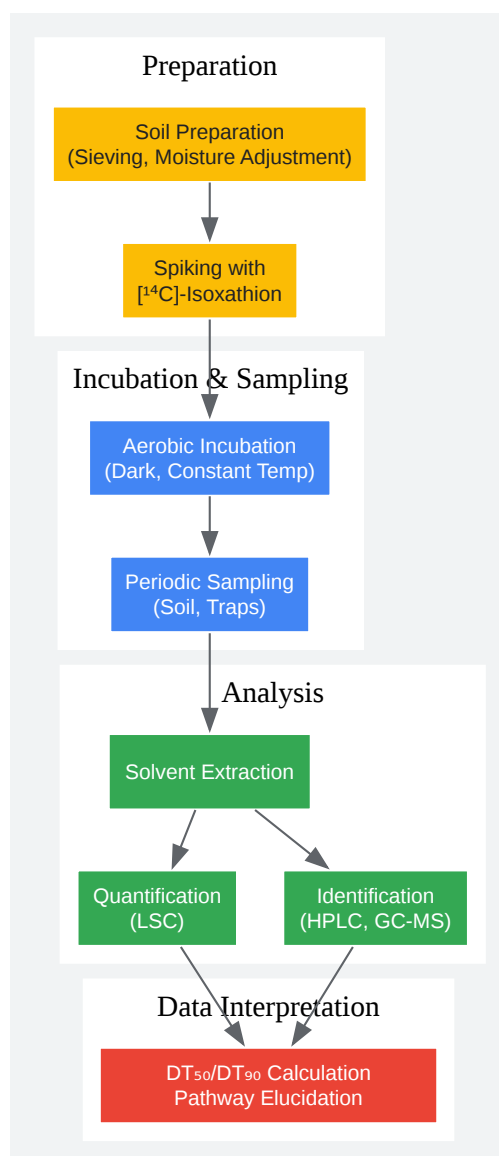 Preparation
Soil Preparation
(Sieving, Moisture Adjustment)
Spiking with
[¹⁴C]-Isoxathion
Incubation & Sampling
Aerobic Incubation
(Dark, Constant Temp)
Periodic Sampling
(Soil, Traps)
Analysis
Solvent Extraction
Quantification
(LSC)
Identification
(HPLC, GC-MS)
Data Interpretation
DT₅₀/DT₉₀ Calculation
Pathway Elucidation